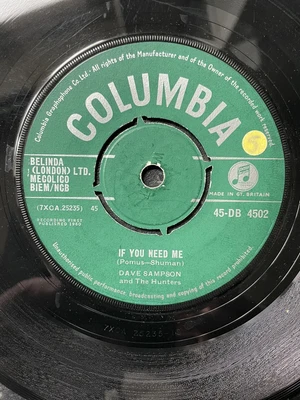 Columbia Graphophone Co. Ltd. All rights of the Manufacturer and of the Owner of the recorded work reserved.
COLUMBIA
BELINDA
(LONDON) LTD.
MECOLICO
BIEM/NCB
MADE IN GT. BRITAIN
(7XCA.25235) 45
RECORDING FIRST
PUBLISHED 1960
45-DB 4502
IF YOU NEED ME
(Pomus—Shuman)
DAVE SAMPSON
and The Hunters
Unauthorised public performance, broadcasting and copying of this record prohibited